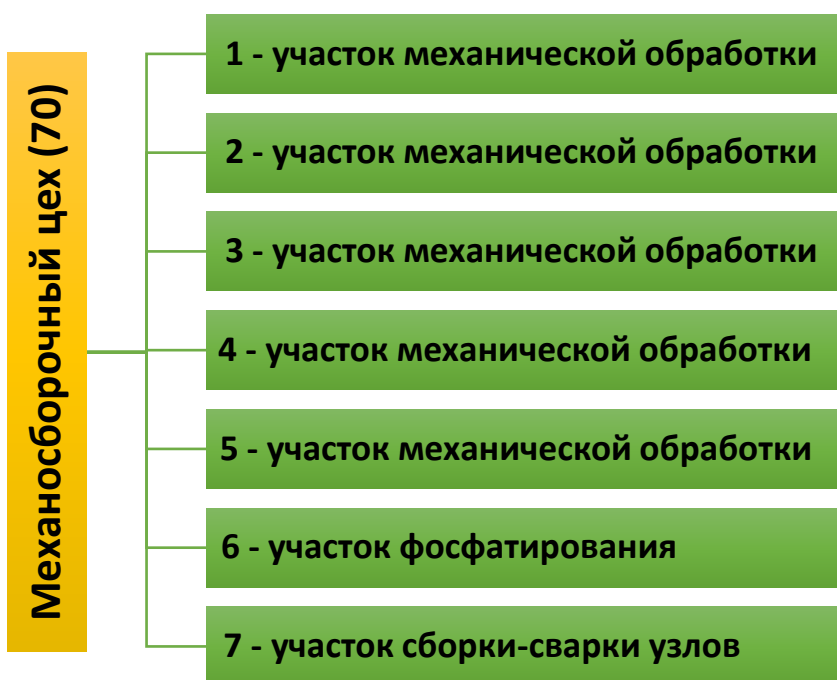 Механосборочный цех (70)
1 - участок механической обработки
2 - участок механической обработки
3 - участок механической обработки
4 - участок механической обработки
5 - участок механической обработки
6 - участок фосфатирования
7 - участок сборки-сварки узлов